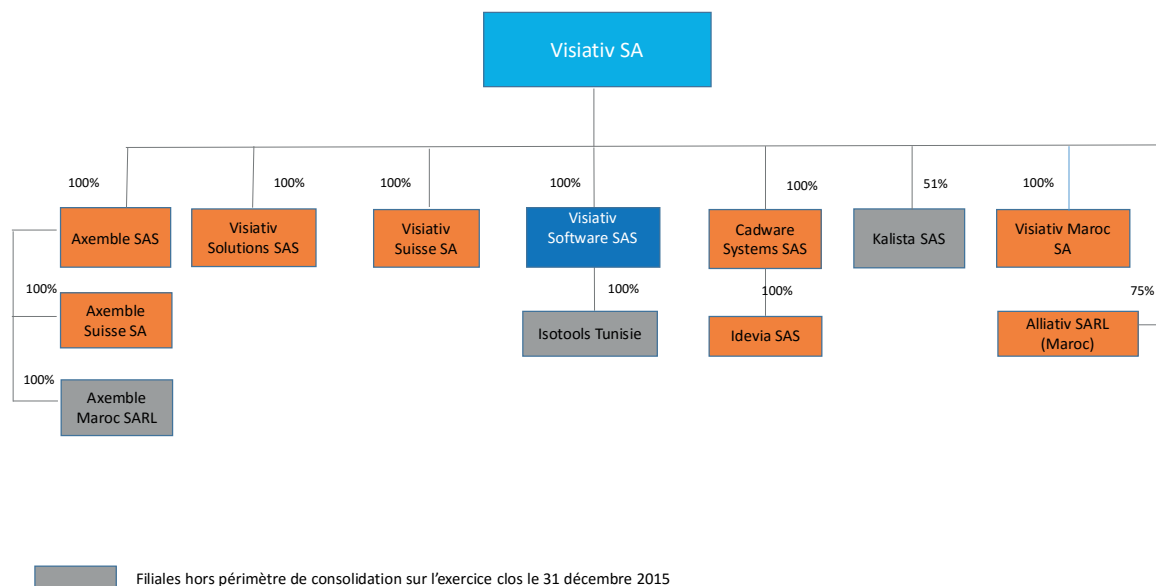 Visiativ SA
100%
100%
100%
100%
100%
51%
100%
Axemble SAS
Visiativ
Solutions SAS
Visiativ
Suisse SA
Visiativ
Software SAS
Cadware
Systems SAS
Kalista SAS
Visiativ Maroc
SA
100%
100%
100%
75%
Axemble
Suisse SA
Isotools Tunisie
Idevia SAS
Alliativ SARL
(Maroc)
100%
Axemble
Maroc SARL
Filiales hors périmètre de consolidation sur l'exercice clos le 31 décembre 2015